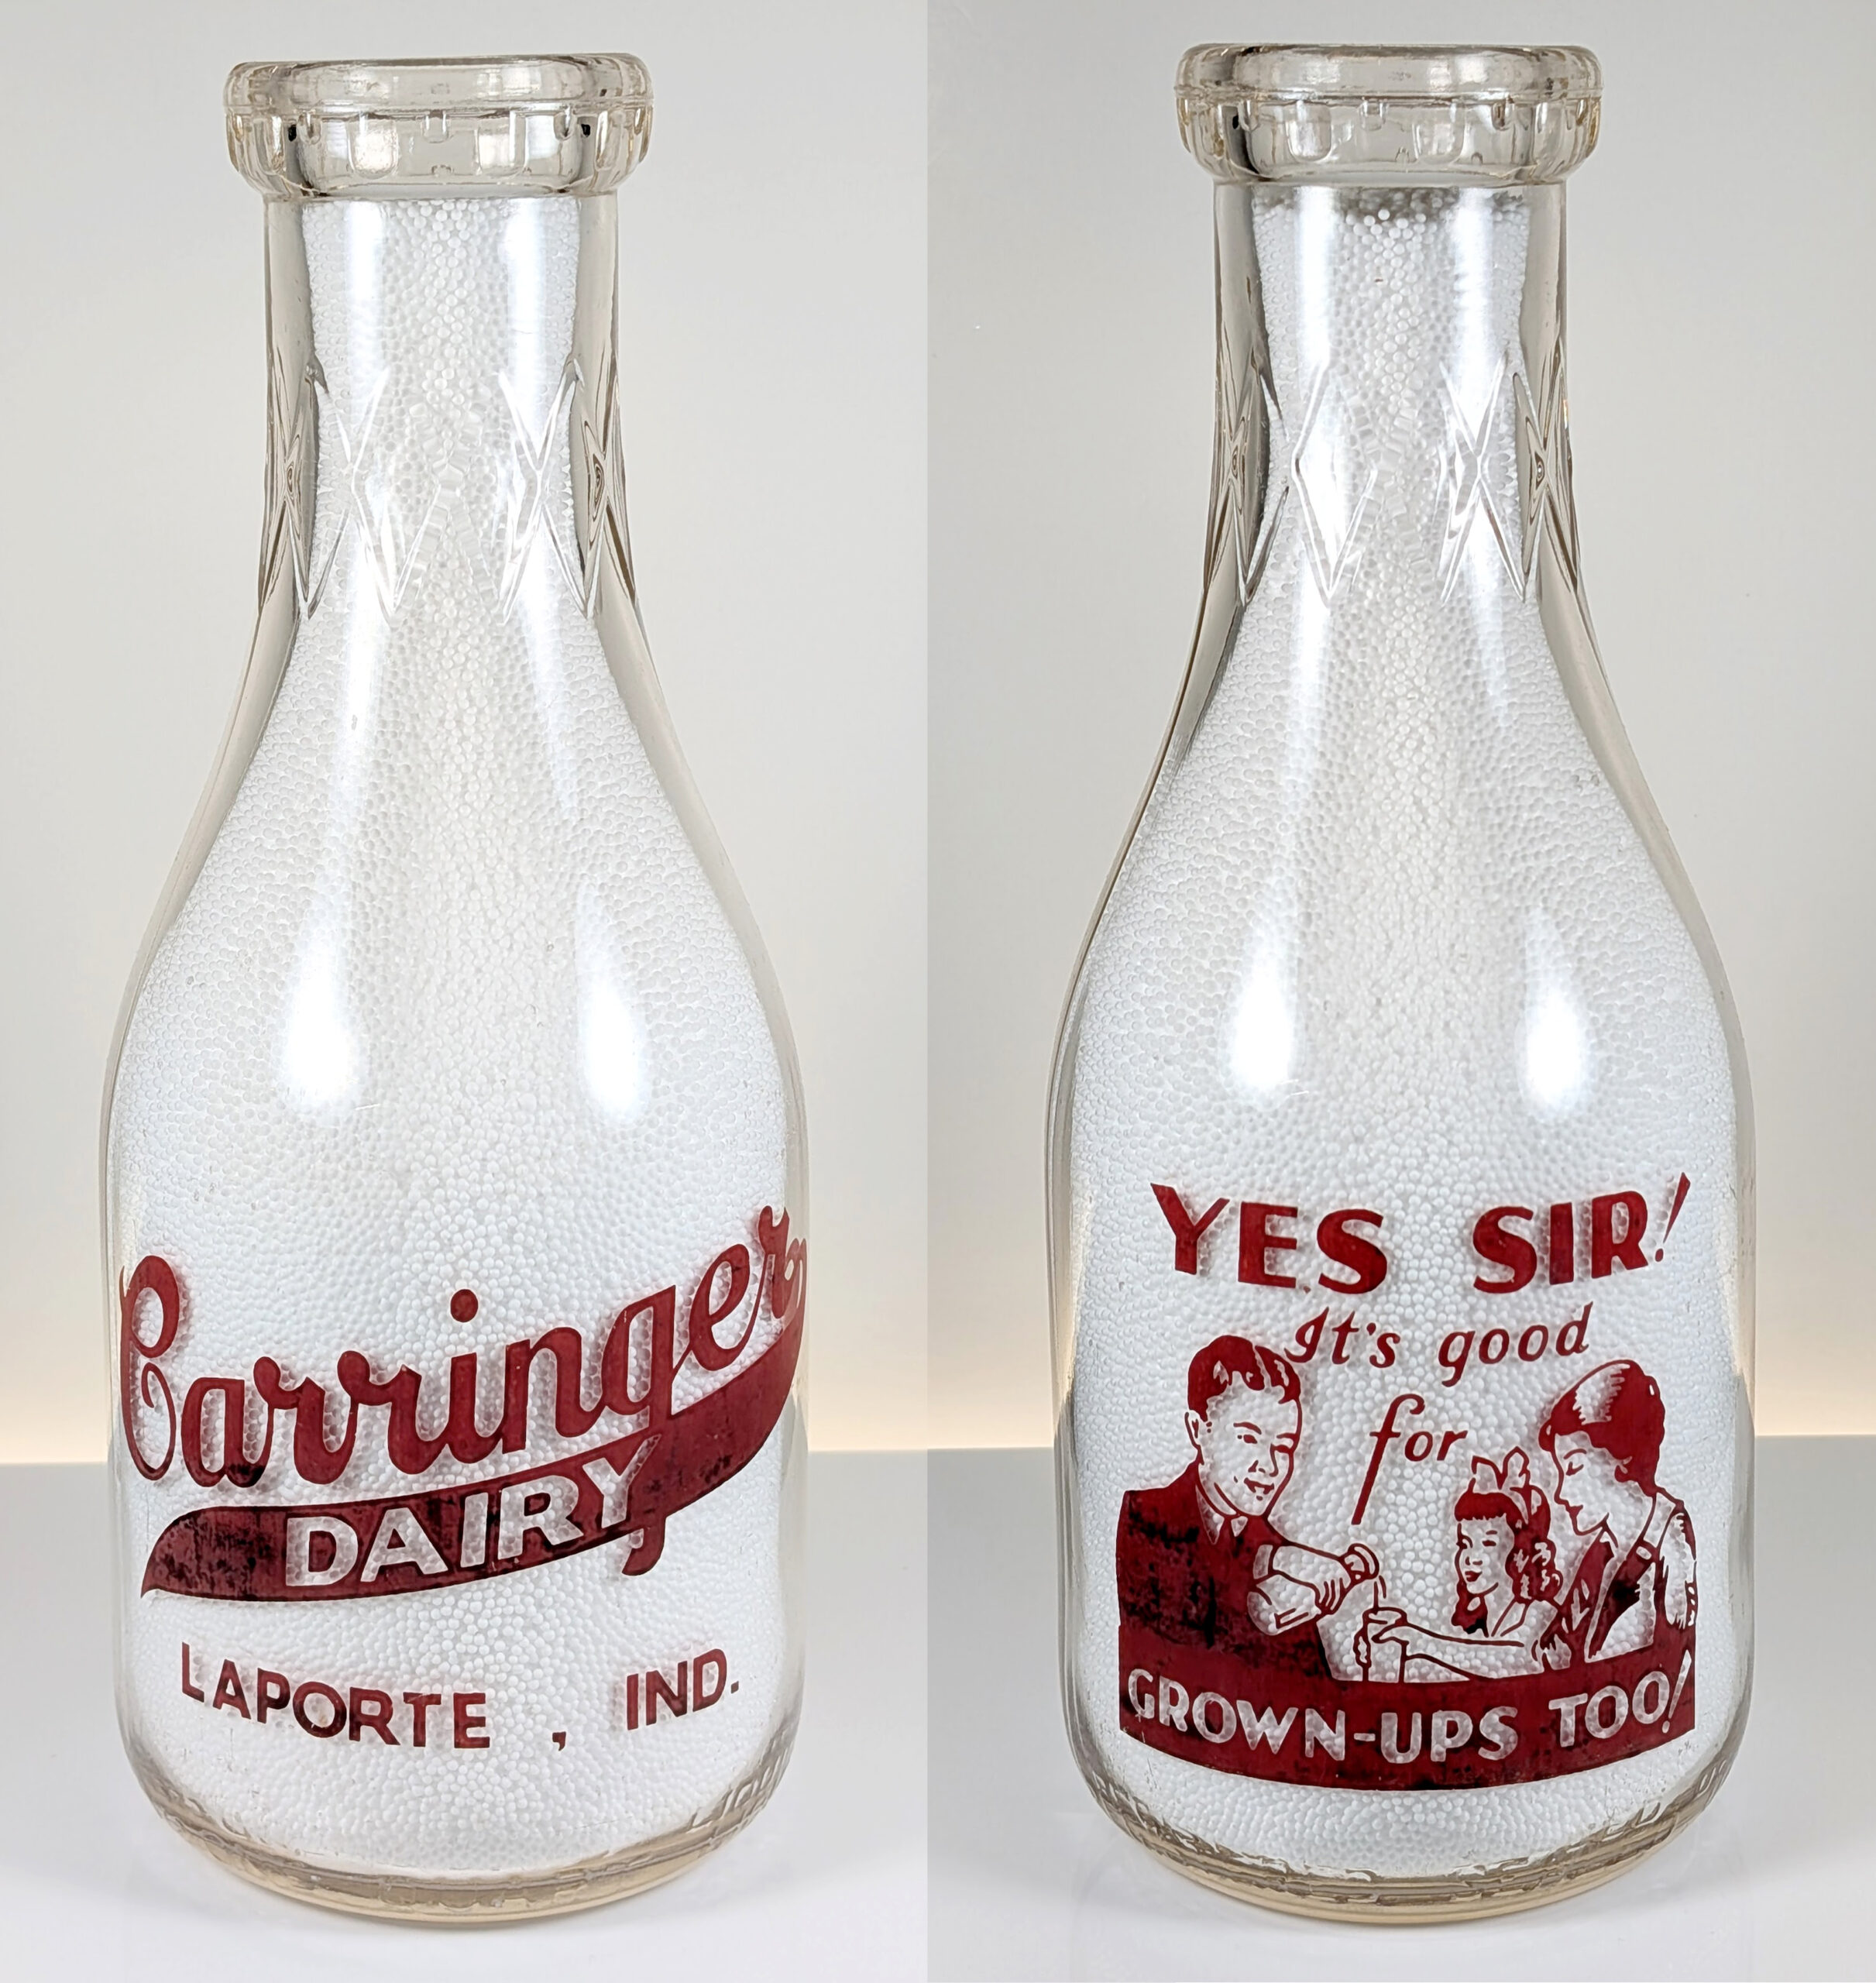 Carringer
DAIRY
LAPORTE , IND.
YES SIR!
It's good
for
GROWN-UPS TOO!